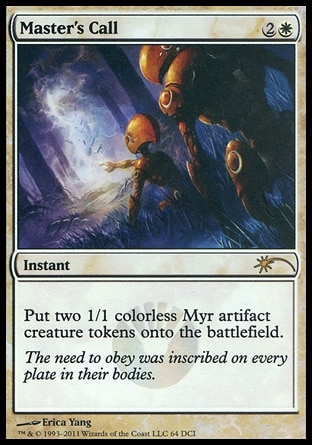 Master's Call 2
Instant
Put two 1/1 colorless Myr artifact
creature tokens onto the battlefield.
The need to obey was inscribed on every
plate in their bodies.
Erica Yang
™ & © 1993–2011 Wizards of the Coast LLC 64 DCI